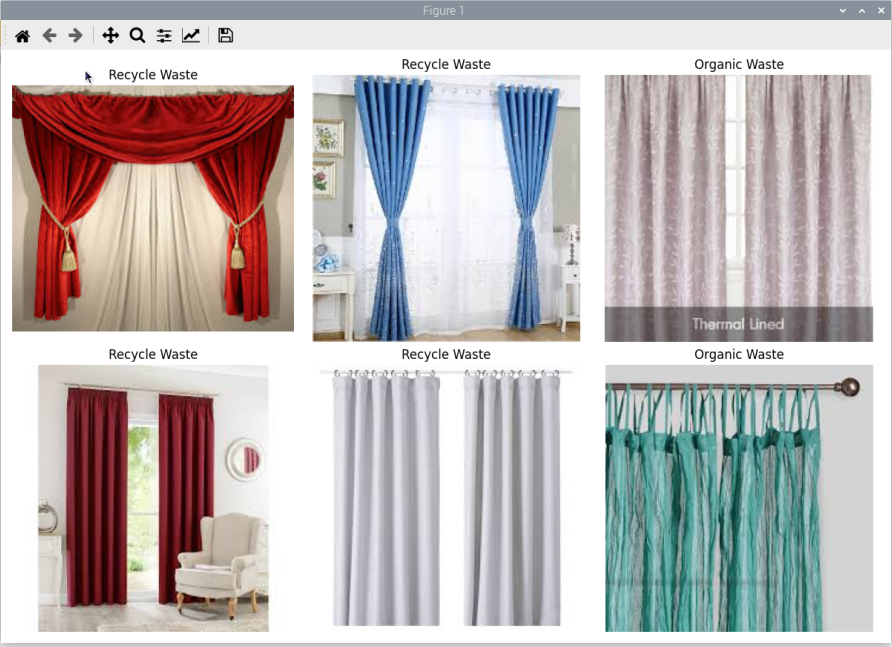 Figure 1
Recycle Waste
Recycle Waste
Organic Waste
Thermal Lined
Recycle Waste
Recycle Waste
Organic Waste